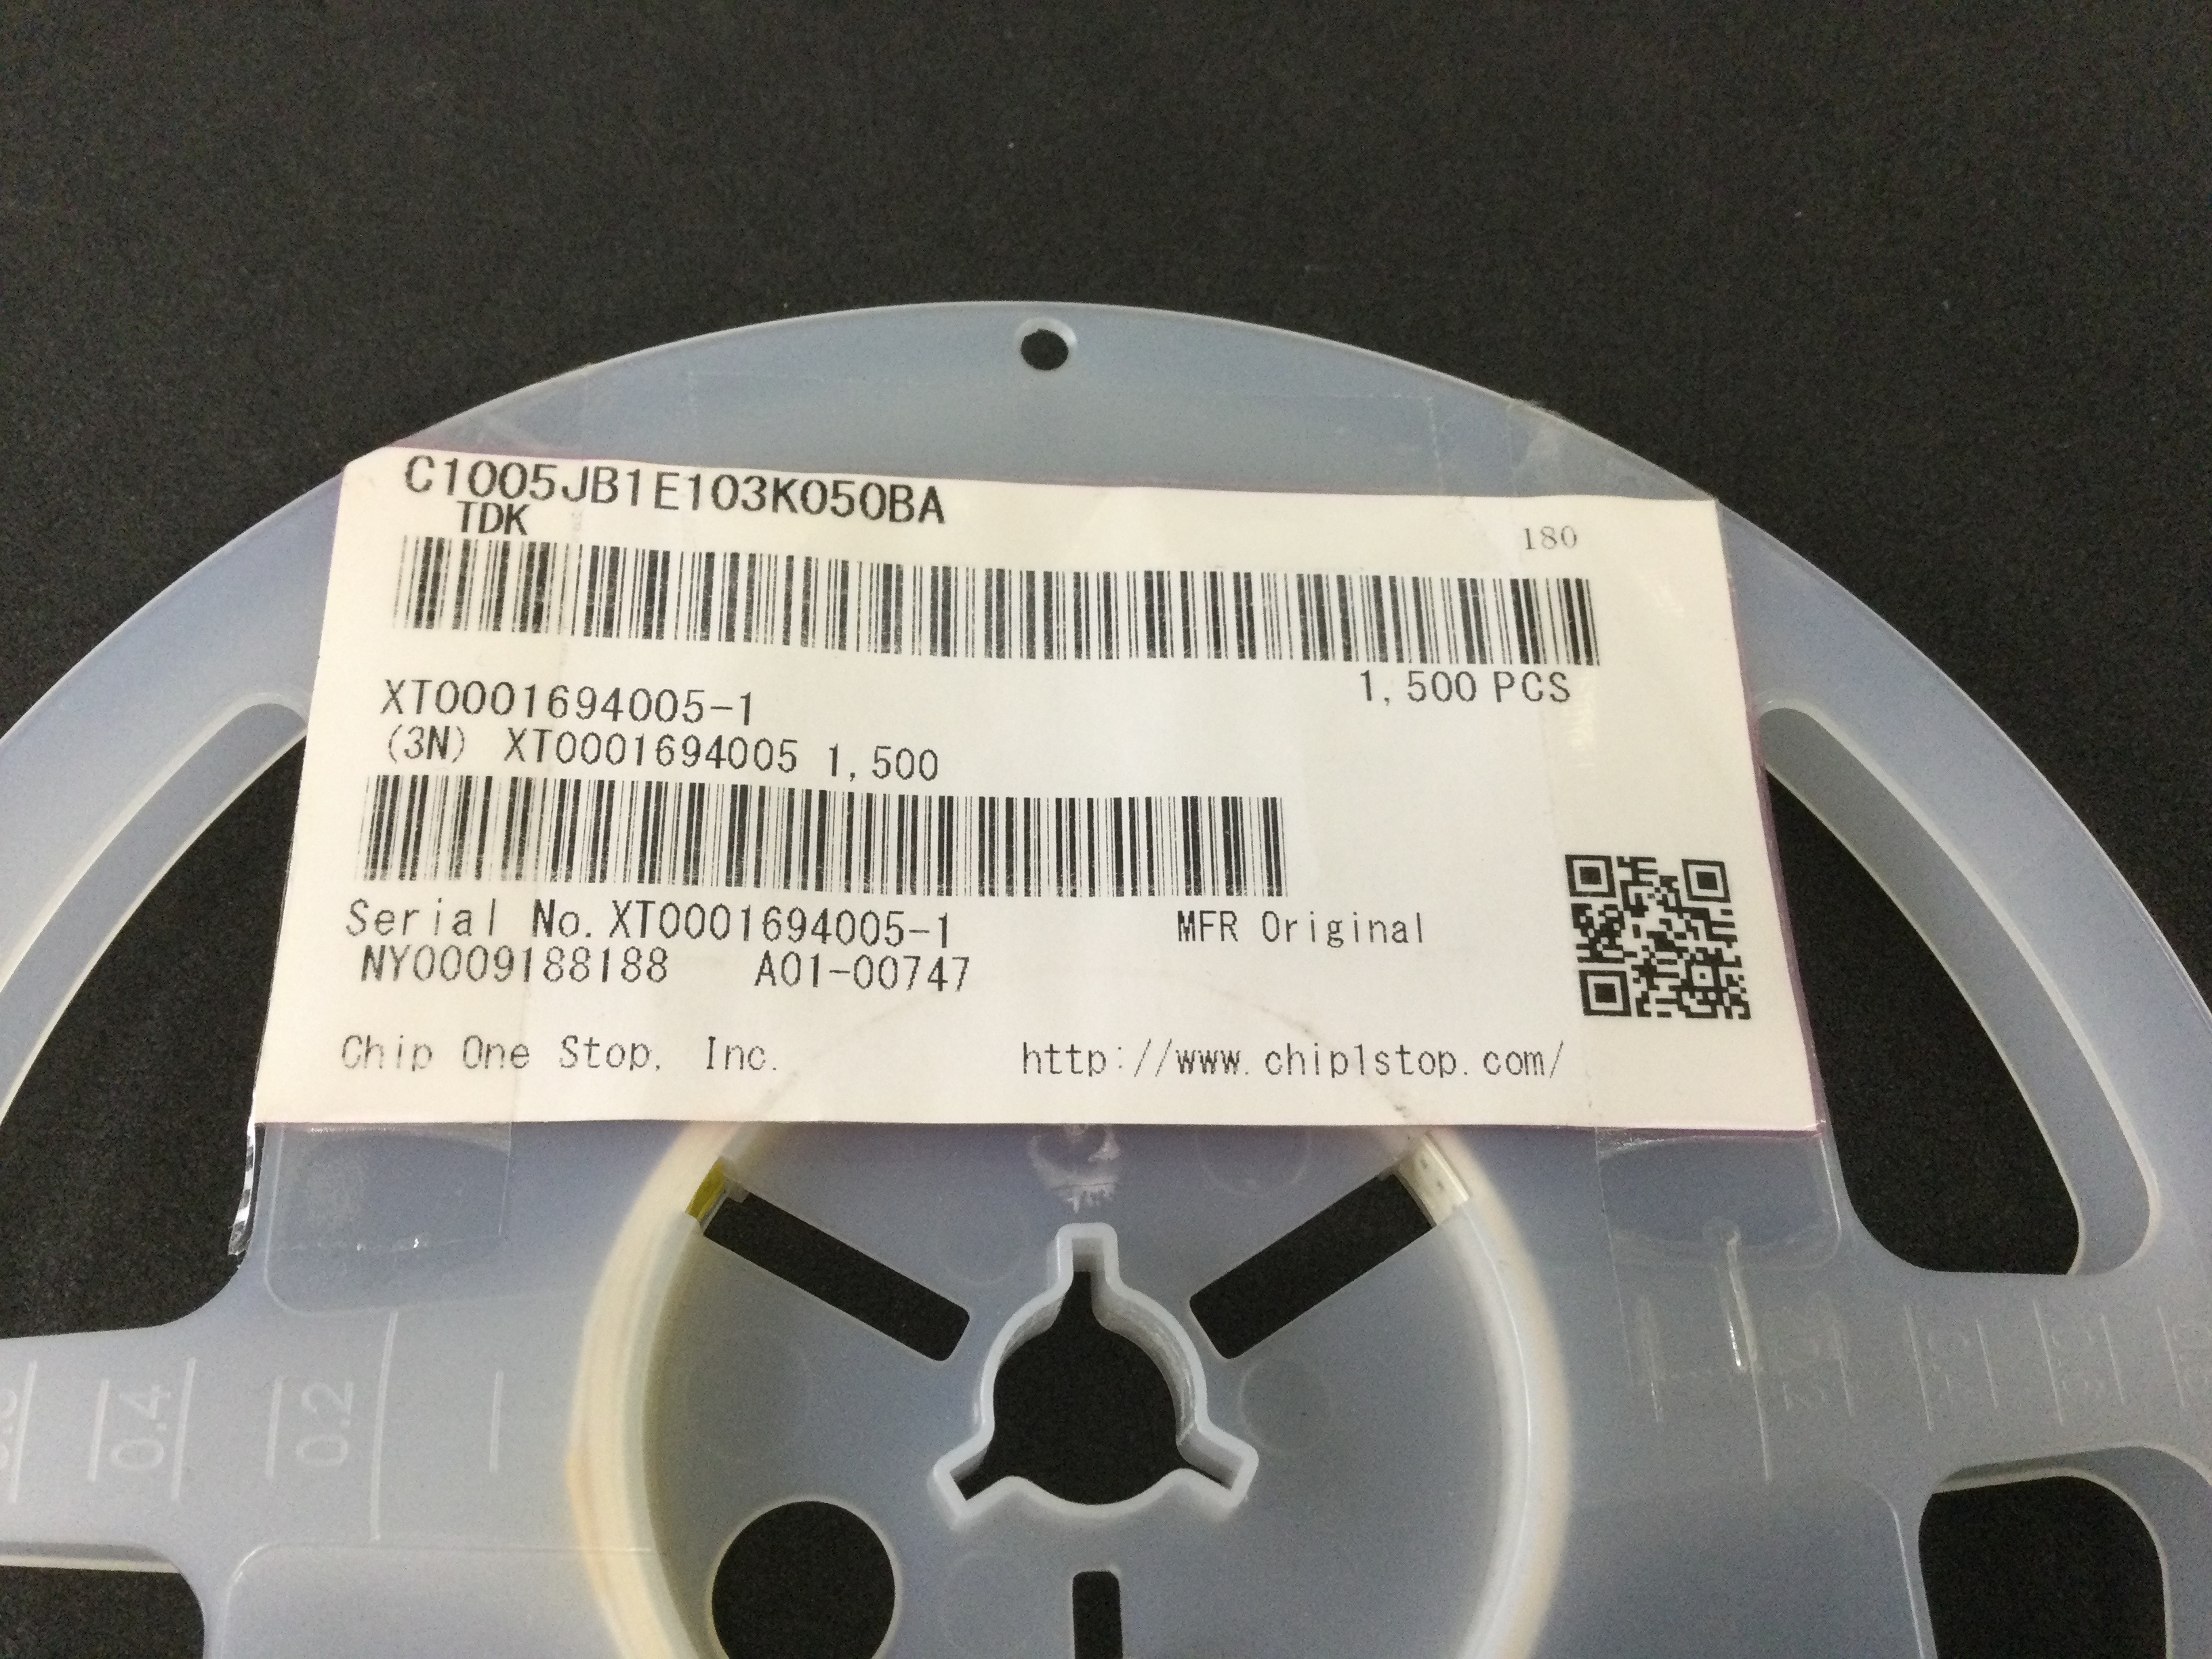 C1005JB1E103K050BA
TDK
180
1, 500 PCS
XT0001694005-1
(3N) XT0001694005 1, 500
Serial No. XT0001694005-1 MFR Original
NY0009188188 A01-00747
Chip One Stop, Inc. http://www.chip1stop.com/
0.4
0.2